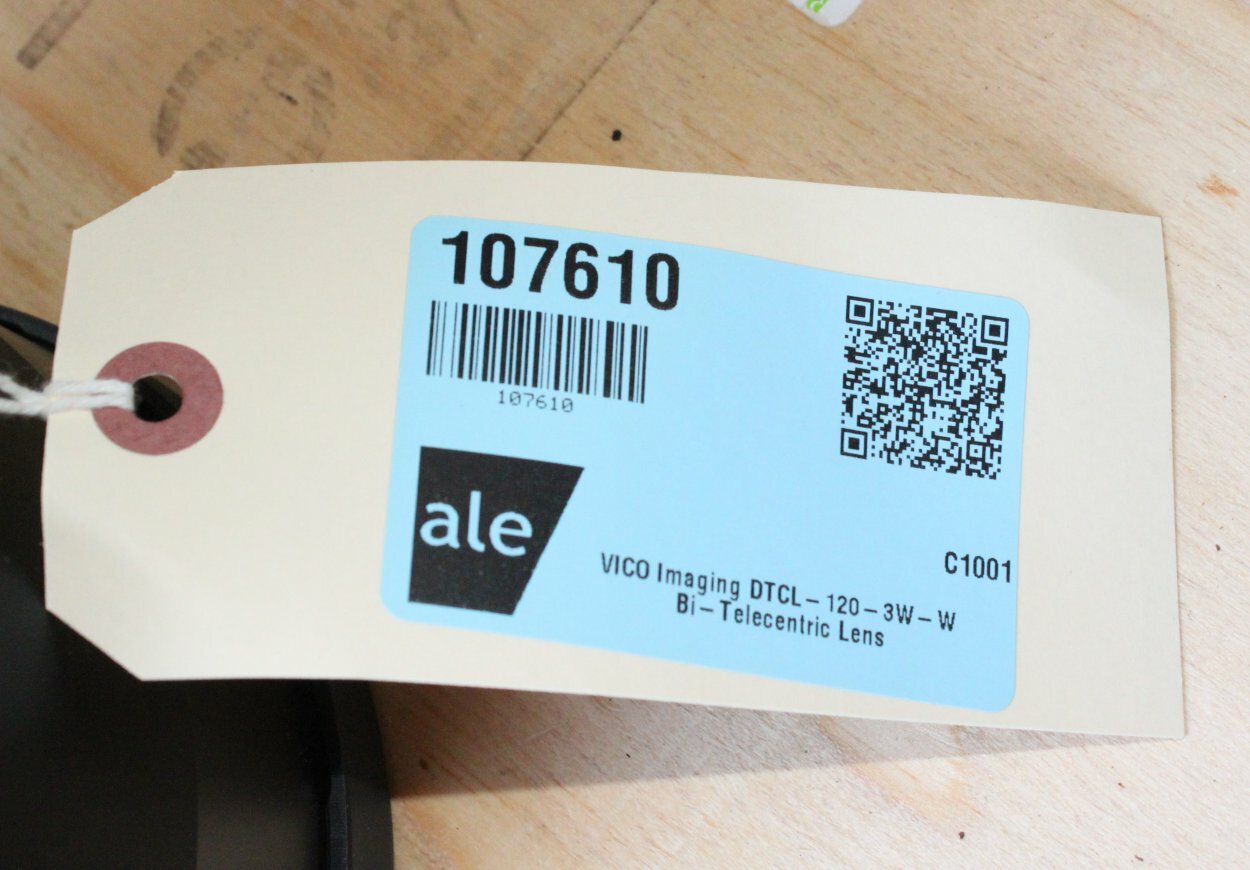 107610
107610
ale
C1001
VICO Imaging DTCL-120-3W-W
Bi-Telecentric Lens